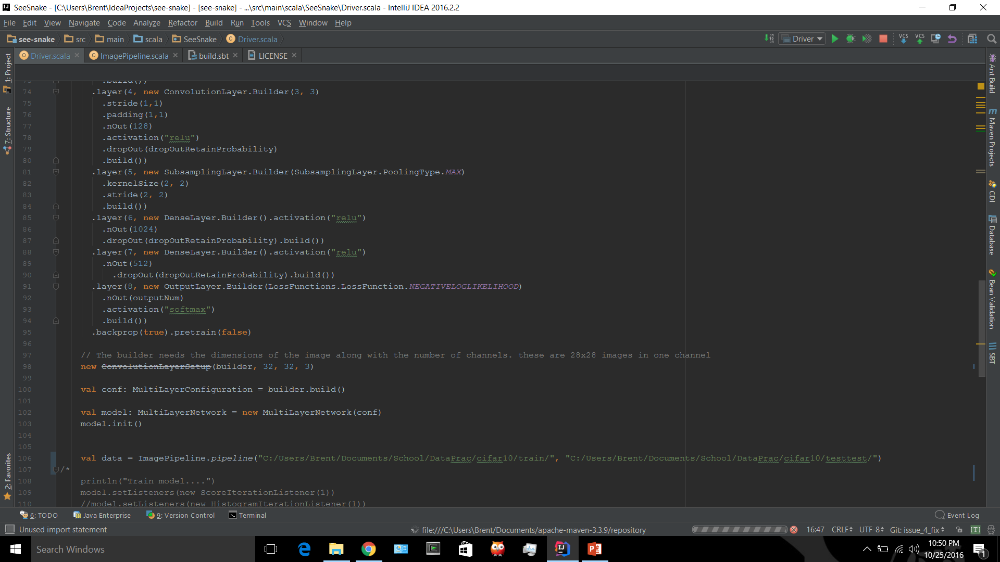 SeeSnake - [C:\Users\Brent\IdeaProjects\see-snake] - [see-snake] - ...\src\main\scala\SeeSnake\Driver.scala - IntelliJ IDEA 2016.2.2
File Edit View Navigate Code Analyze Refactor Build Run Tools VCS Window Help
see-snake src main scala SeeSnake Driver.scala
Driver
VCS VCS
Driver.scala ImagePipeline.scala build.sbt LICENSE
1: Project
7: Structure
2: Favorites
.build())
74 .layer(4, new ConvolutionLayer.Builder(3, 3)
75 .stride(1,1)
76 .padding(1,1)
77 .nOut(128)
78 .activation("relu")
79 .dropOut(dropOutRetainProbability)
80 .build())
81 .layer(5, new SubsamplingLayer.Builder(SubsamplingLayer.PoolingType.MAX)
82 .kernelSize(2, 2)
83 .stride(2, 2)
84 .build())
85 .layer(6, new DenseLayer.Builder().activation("relu")
86 .nOut(1024)
87 .dropOut(dropOutRetainProbability).build())
88 .layer(7, new DenseLayer.Builder().activation("relu")
89 .nOut(512)
90 .dropOut(dropOutRetainProbability).build())
91 .layer(8, new OutputLayer.Builder(LossFunctions.LossFunction.NEGATIVELOGLIKELIHOOD)
92 .nOut(outputNum)
93 .activation("softmax")
94 .build())
95 .backprop(true).pretrain(false)
96
97 // The builder needs the dimensions of the image along with the number of channels. these are 28x28 images in one channel
98 new ConvolutionLayerSetup(builder, 32, 32, 3)
99
100 val conf: MultiLayerConfiguration = builder.build()
101
102 val model: MultiLayerNetwork = new MultiLayerNetwork(conf)
103 model.init()
104
105
106 val data = ImagePipeline.pipeline("C:/Users/Brent/Documents/School/DataPrac/cifar10/train/", "C:/Users/Brent/Documents/School/DataPrac/cifar10/testtest/")
107 /*
108 println("Train model....")
109 model.setListeners(new ScoreIterationListener(1))
110 //model.setListeners(new HistogramIterationListener(1))
Ant Build
m Maven Projects
CDI
Database
Bean Validation
SBT
6: TODO Java Enterprise 9: Version Control Terminal Event Log
Unused import statement file:///C:\Users\Brent/Documents/apache-maven-3.3.9/repository 16:47 CRLF UTF-8 Git: issue_4_fix [T]
Search Windows
10:50 PM
10/25/2016
1